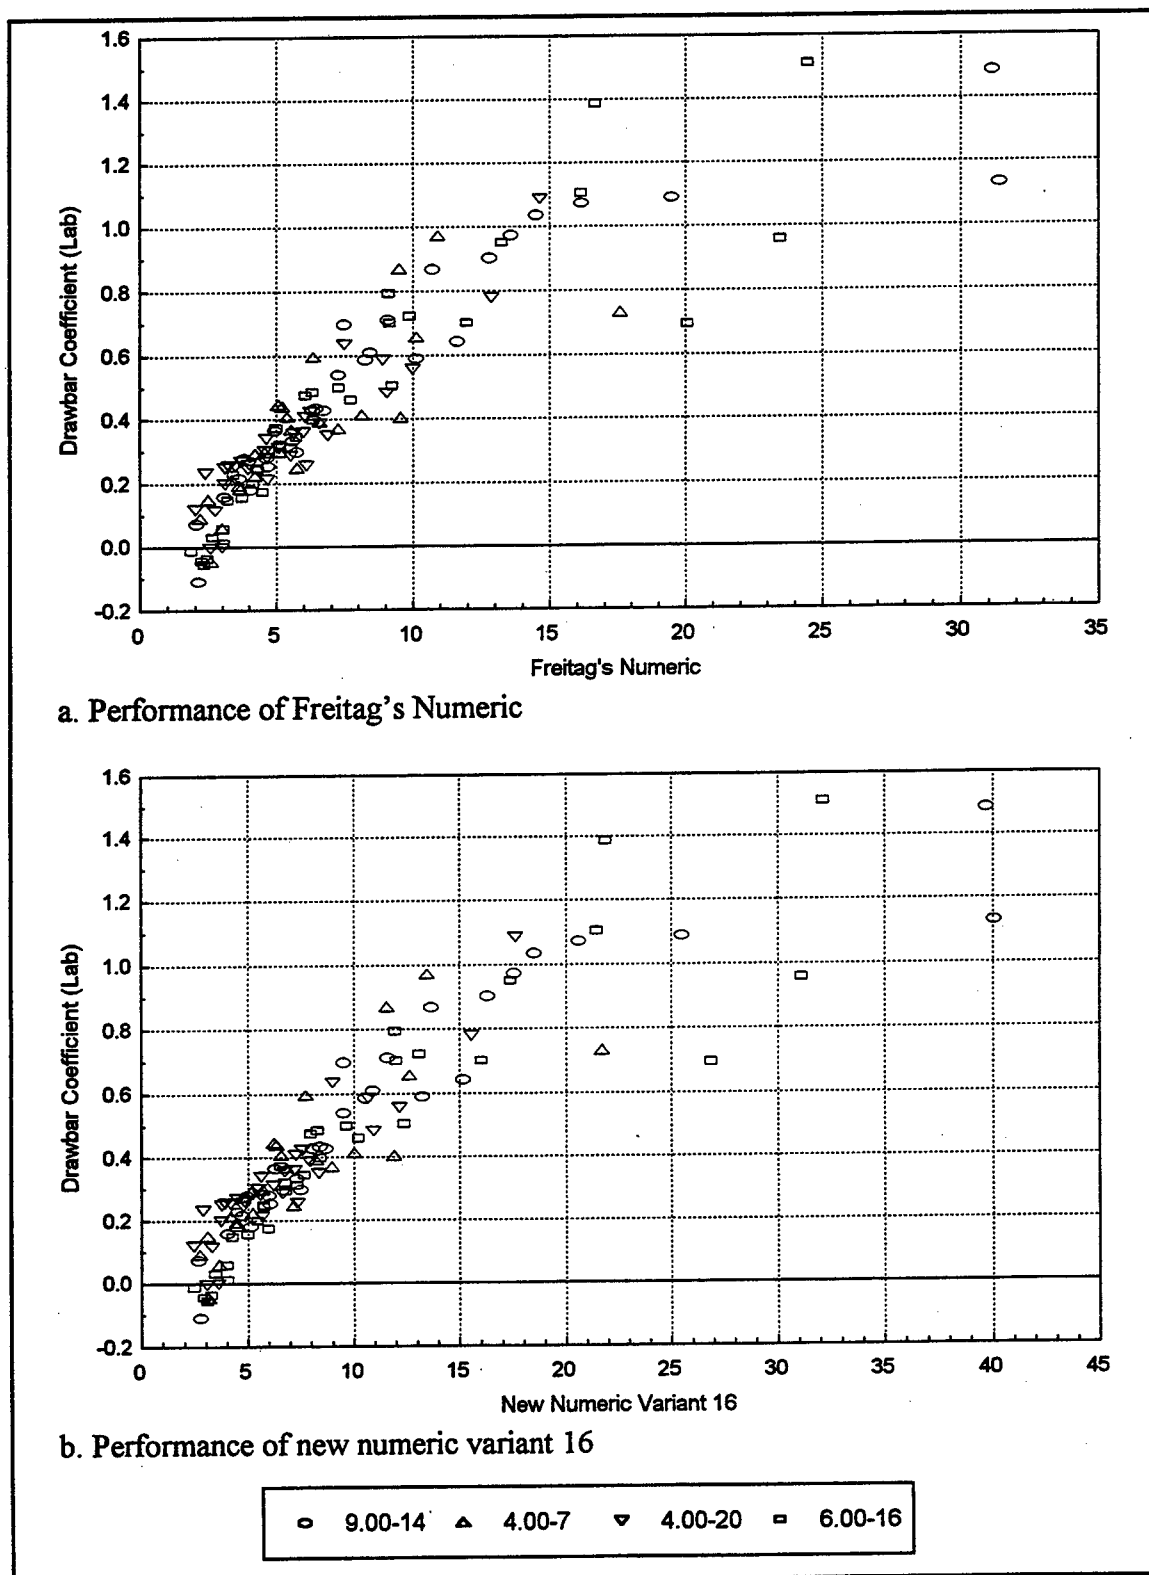 1.6
1.4
1.2
1.0
0.8
0.6
0.4
0.2
0.0
-0.2
Drawbar Coefficient (Lab)
0 5 10 15 20 25 30 35
Freitag's Numeric
a. Performance of Freitag's Numeric
1.6
1.4
1.2
1.0
0.8
0.6
0.4
0.2
0.0
-0.2
Drawbar Coefficient (Lab)
0 5 10 15 20 25 30 35 40 45
New Numeric Variant 16
b. Performance of new numeric variant 16
9.00-14 4.00-7 4.00-20 6.00-16